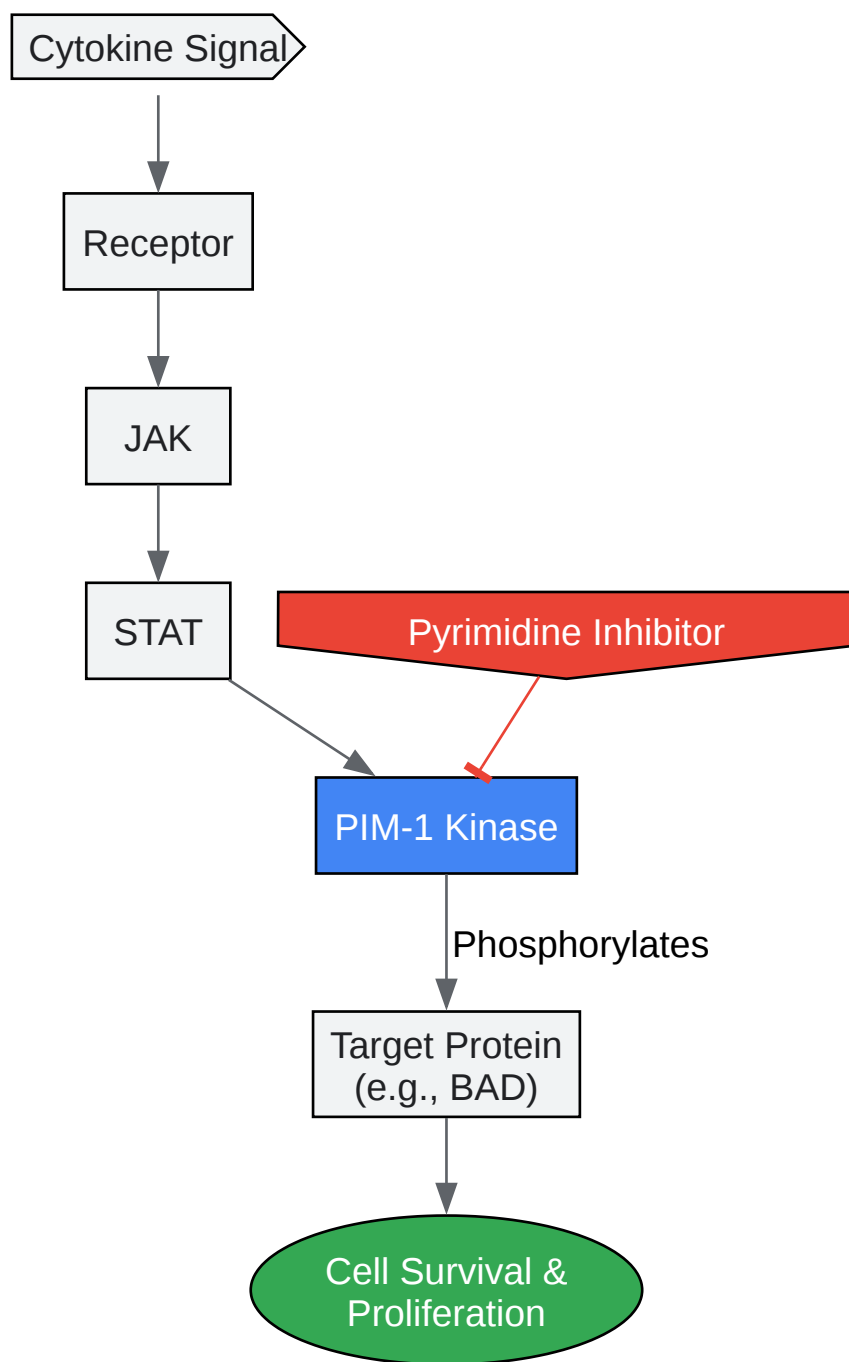 Cytokine Signal
Receptor
JAK
STAT
Pyrimidine Inhibitor
PIM-1 Kinase
Phosphorylates
Target Protein
(e.g., BAD)
Cell Survival &
Proliferation